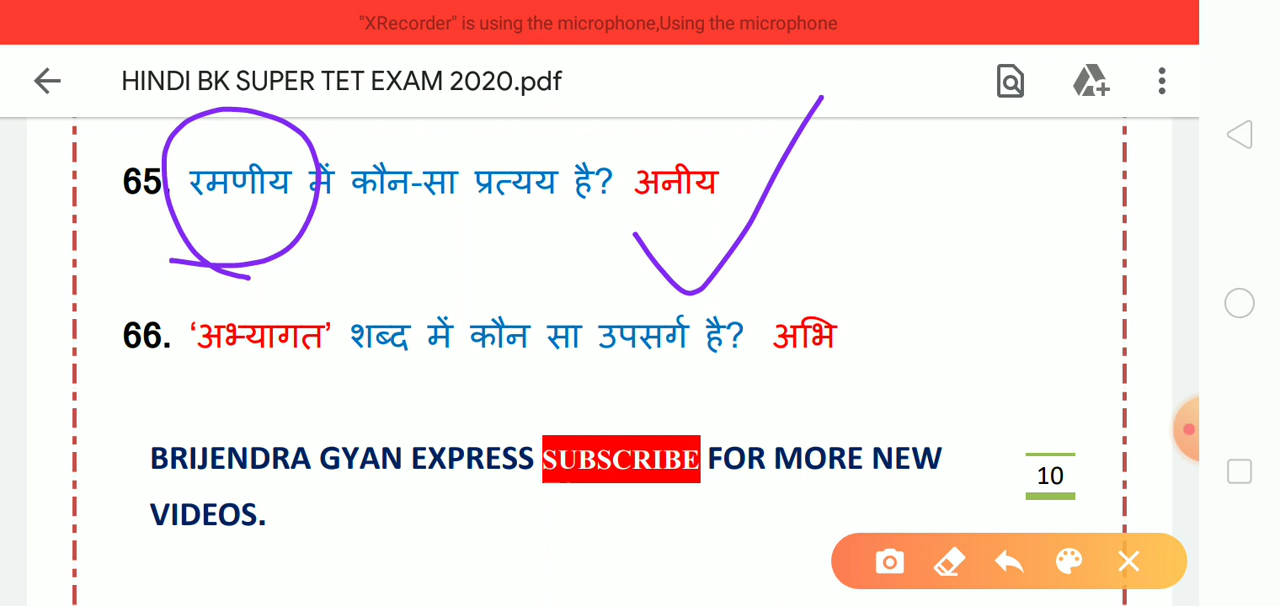 "XRecorder" is using the microphone,Using the microphone
HINDI BK SUPER TET EXAM 2020.pdf
65. रमणीय में कौन-सा प्रत्यय है? अनीय
66. ‘अभ्यागत’ शब्द में कौन सा उपसर्ग है? अभि
BRIJENDRA GYAN EXPRESS SUBSCRIBE FOR MORE NEW
VIDEOS.
10